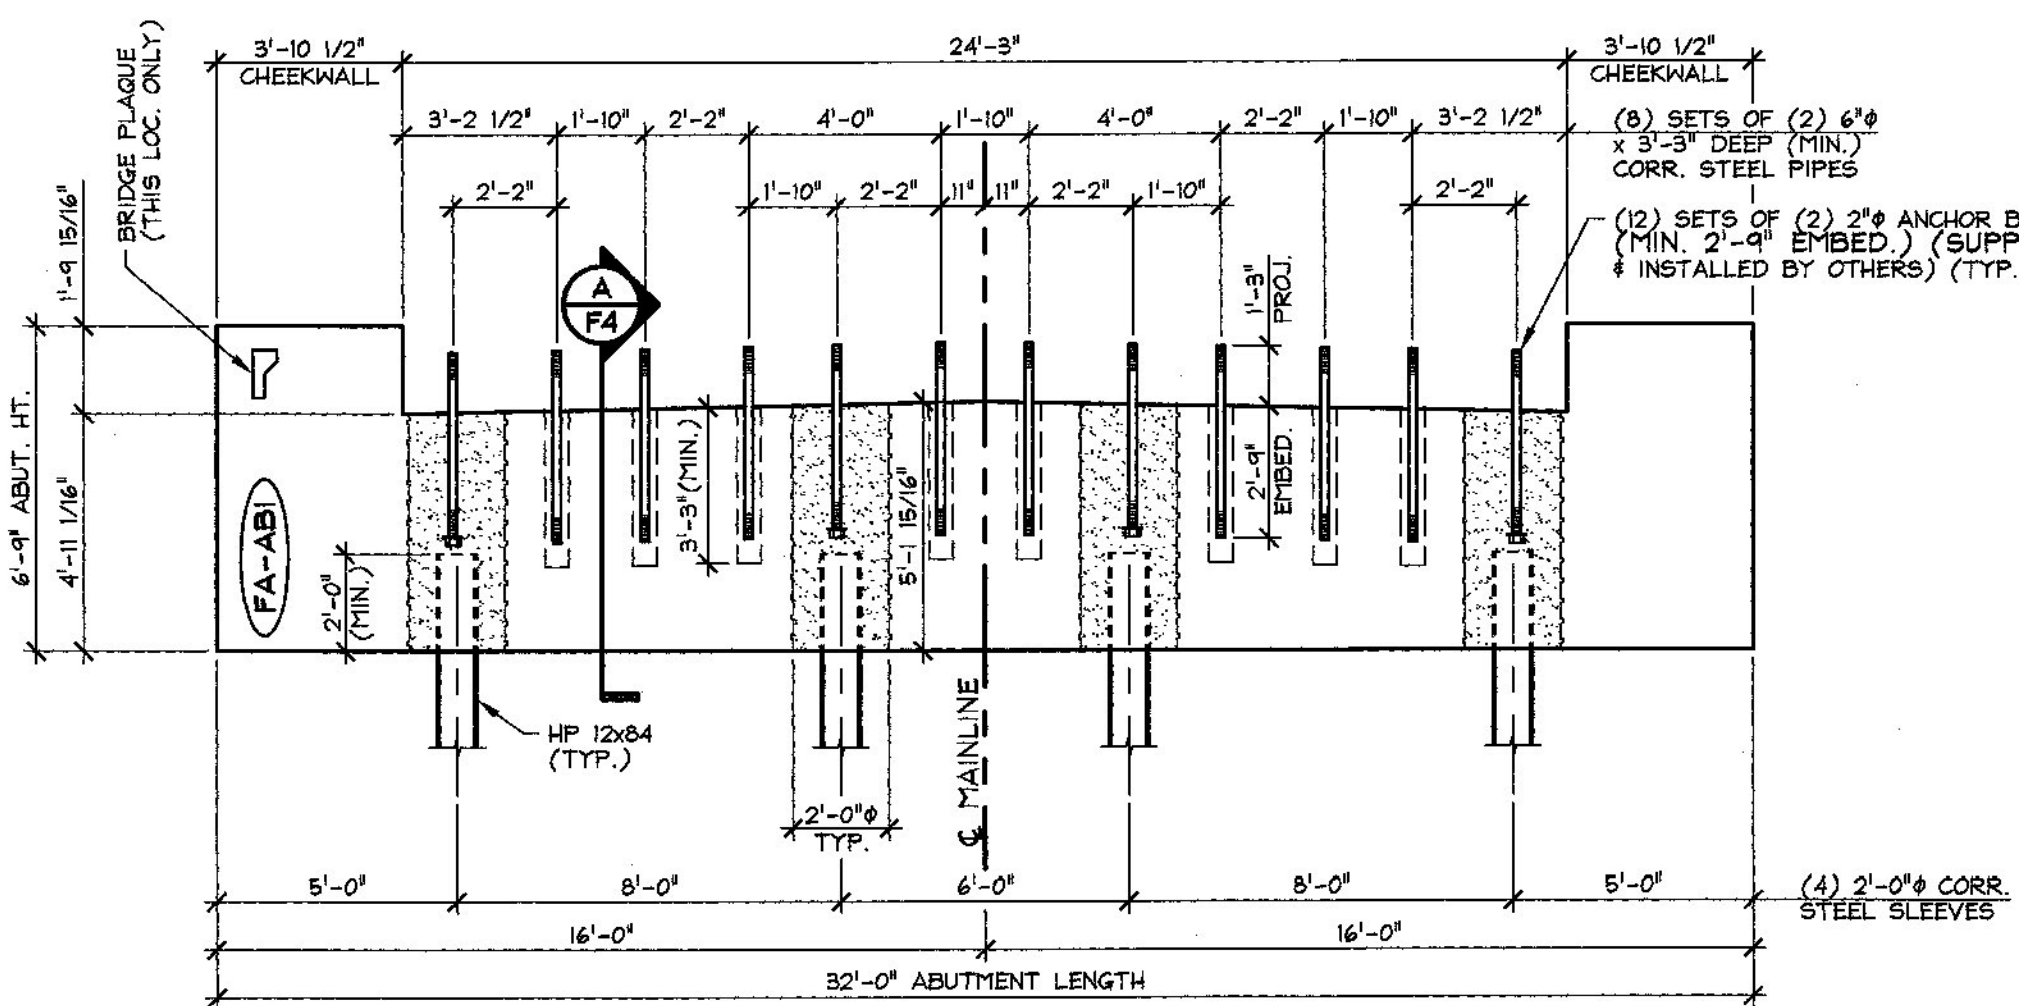 3'-10 1/2"
CHEEKWALL
24'-3"
3'-10 1/2"
CHEEKWALL
BRIDGE PLAQUE
(THIS LOC. ONLY)
3'-2 1/2"
1'-10"
2'-2"
4'-0"
1'-10"
4'-0"
2'-2"
1'-10"
3'-2 1/2"
(8) SETS OF (2) 6"φ
x 3'-3" DEEP (MIN.)
CORR. STEEL PIPES
2'-2"
1'-10"
2'-2"
11"
11"
2'-2"
1'-10"
2'-2"
(12) SETS OF (2) 2"φ ANCHOR B
(MIN. 2'-9" EMBED.) (SUPP
& INSTALLED BY OTHERS) (TYP.
1'-9 15/16"
A
F4
1'-3"
PROJ.
6'-9" ABUT. HT.
4'-11 1/16"
FA-AB1
2'-0"
(MIN.)
3'-3" (MIN.)
5'-1 15/16"
2'-9"
EMBED.
HP 12x84
(TYP.)
2'-0"φ
TYP.
℄ MAINLINE
5'-0"
8'-0"
6'-0"
8'-0"
5'-0"
(4) 2'-0"φ CORR.
STEEL SLEEVES
16'-0"
16'-0"
32'-0" ABUTMENT LENGTH